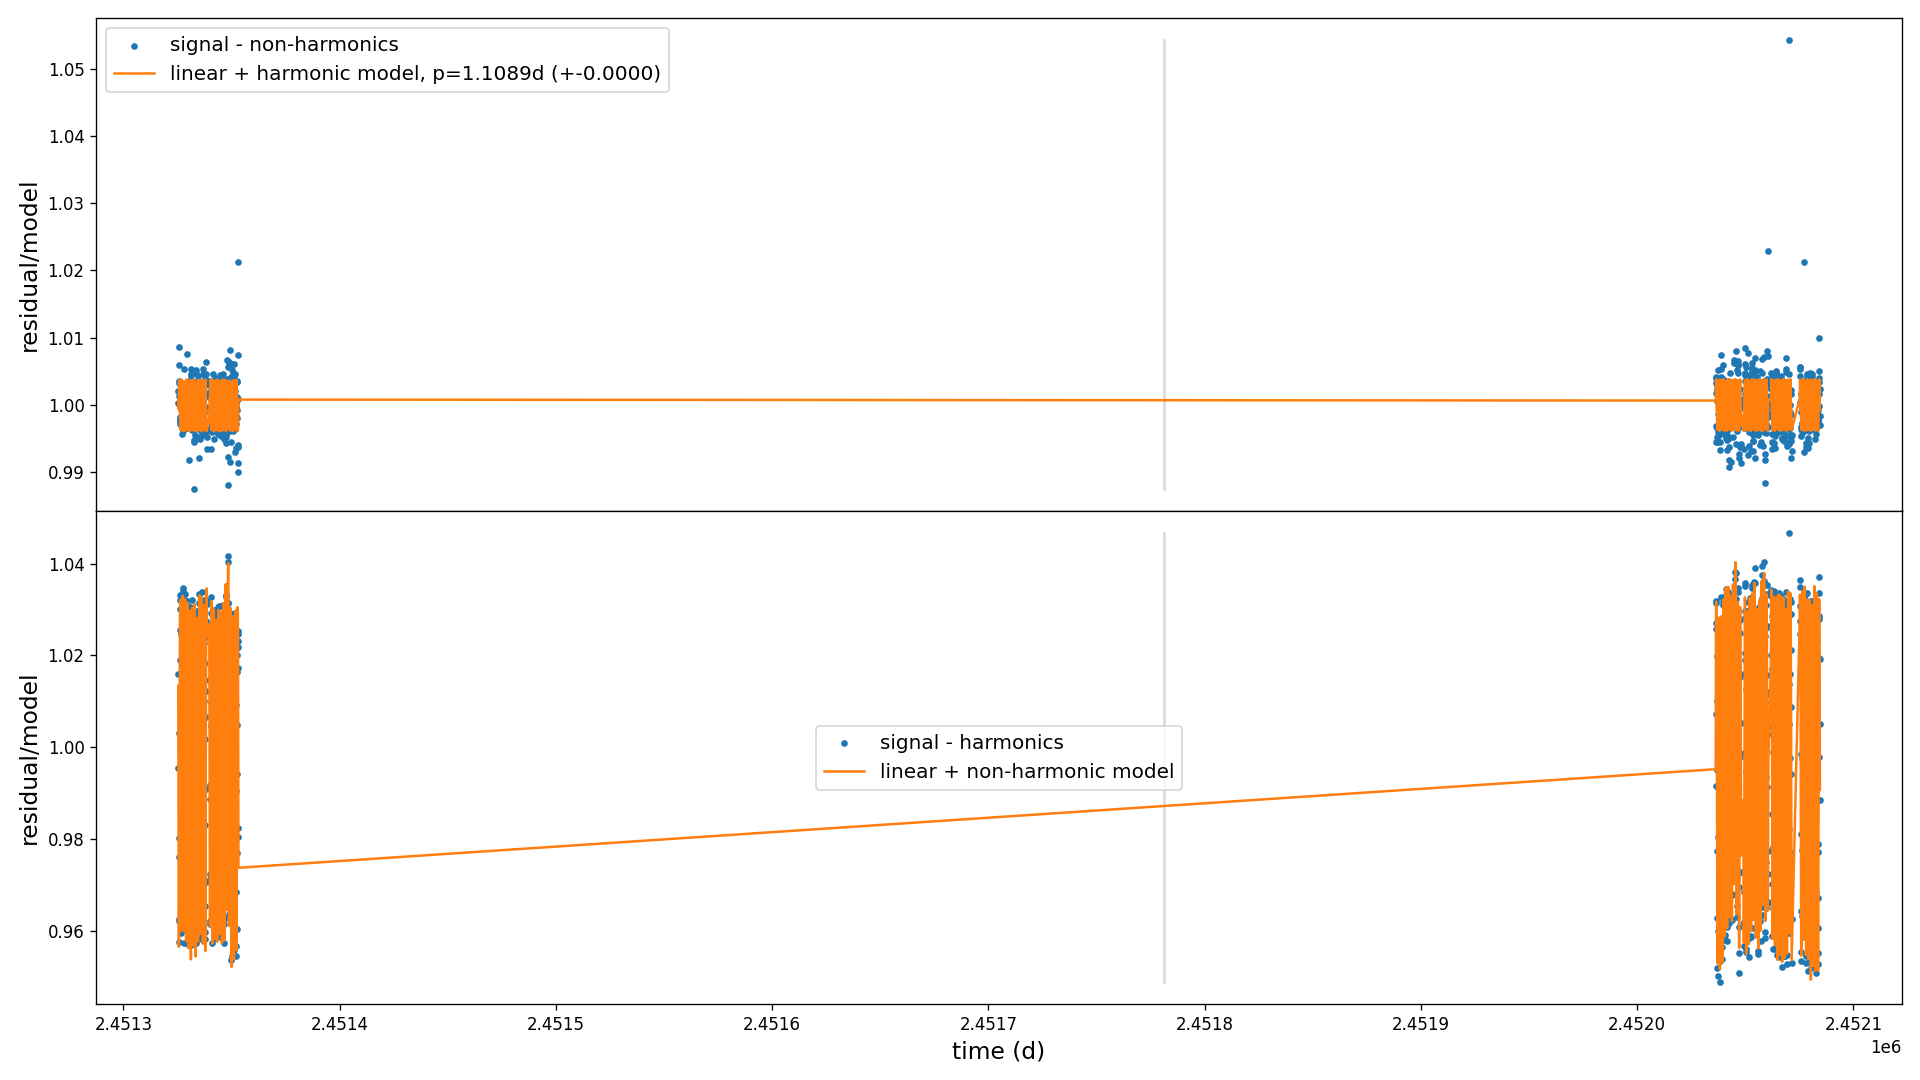 signal - non-harmonics
linear + harmonic model, p=1.1089d (+-0.0000)
1.05
1.04
1.03
1.02
1.01
1.00
0.99
residual/model
signal - harmonics
linear + non-harmonic model
1.04
1.02
1.00
0.98
0.96
residual/model
2.4513 2.4514 2.4515 2.4516 2.4517 2.4518 2.4519 2.4520 2.4521
1e6
time (d)